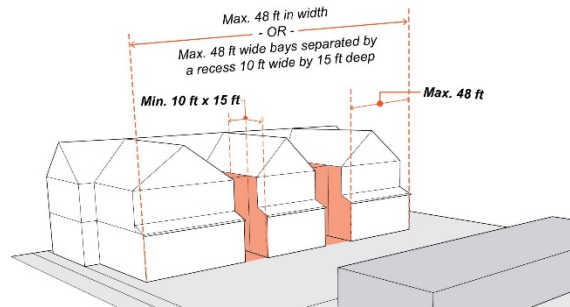 Max. 48 ft in width
- OR -
Max. 48 ft wide bays separated by
a recess 10 ft wide by 15 ft deep
Min. 10 ft x 15 ft
Max. 48 ft